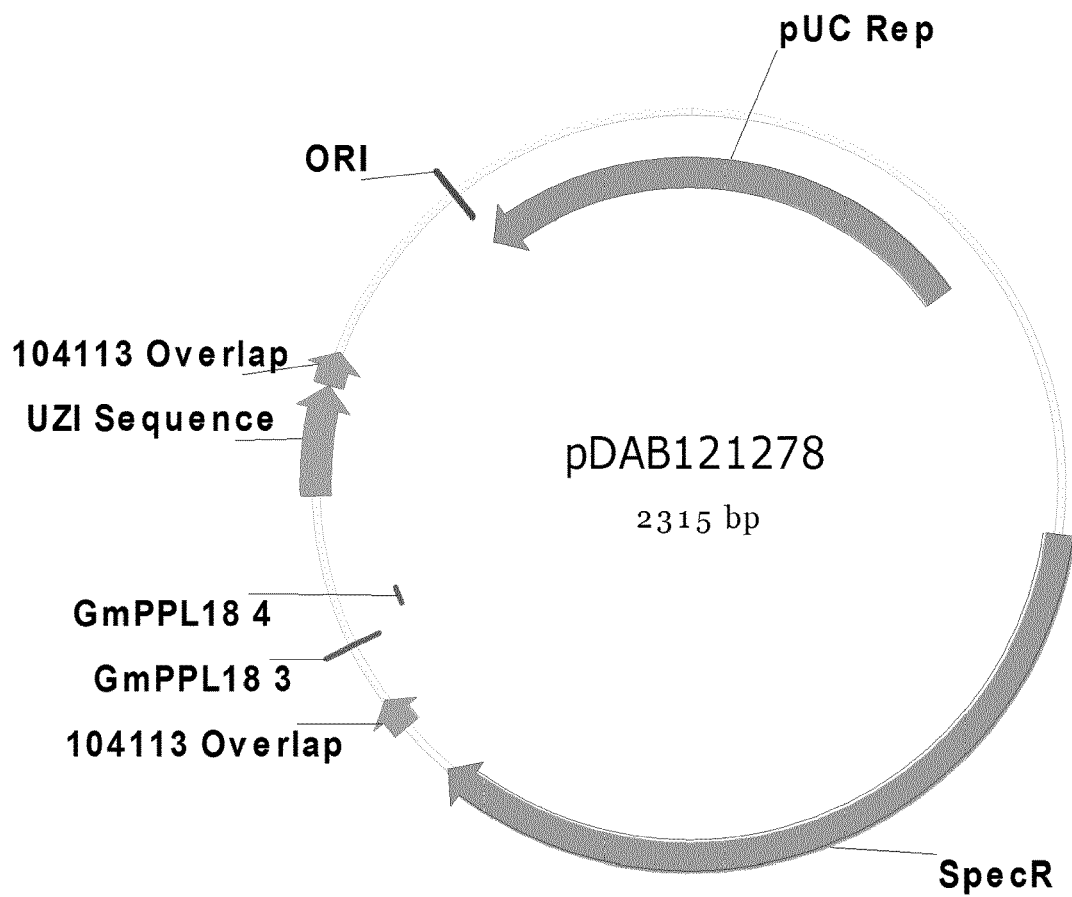 pUC Rep
ORI
104113 Overlap
UZI Sequence
pDAB121278
2315 bp
GmPPL18 4
GmPPL18 3
104113 Overlap
SpecR